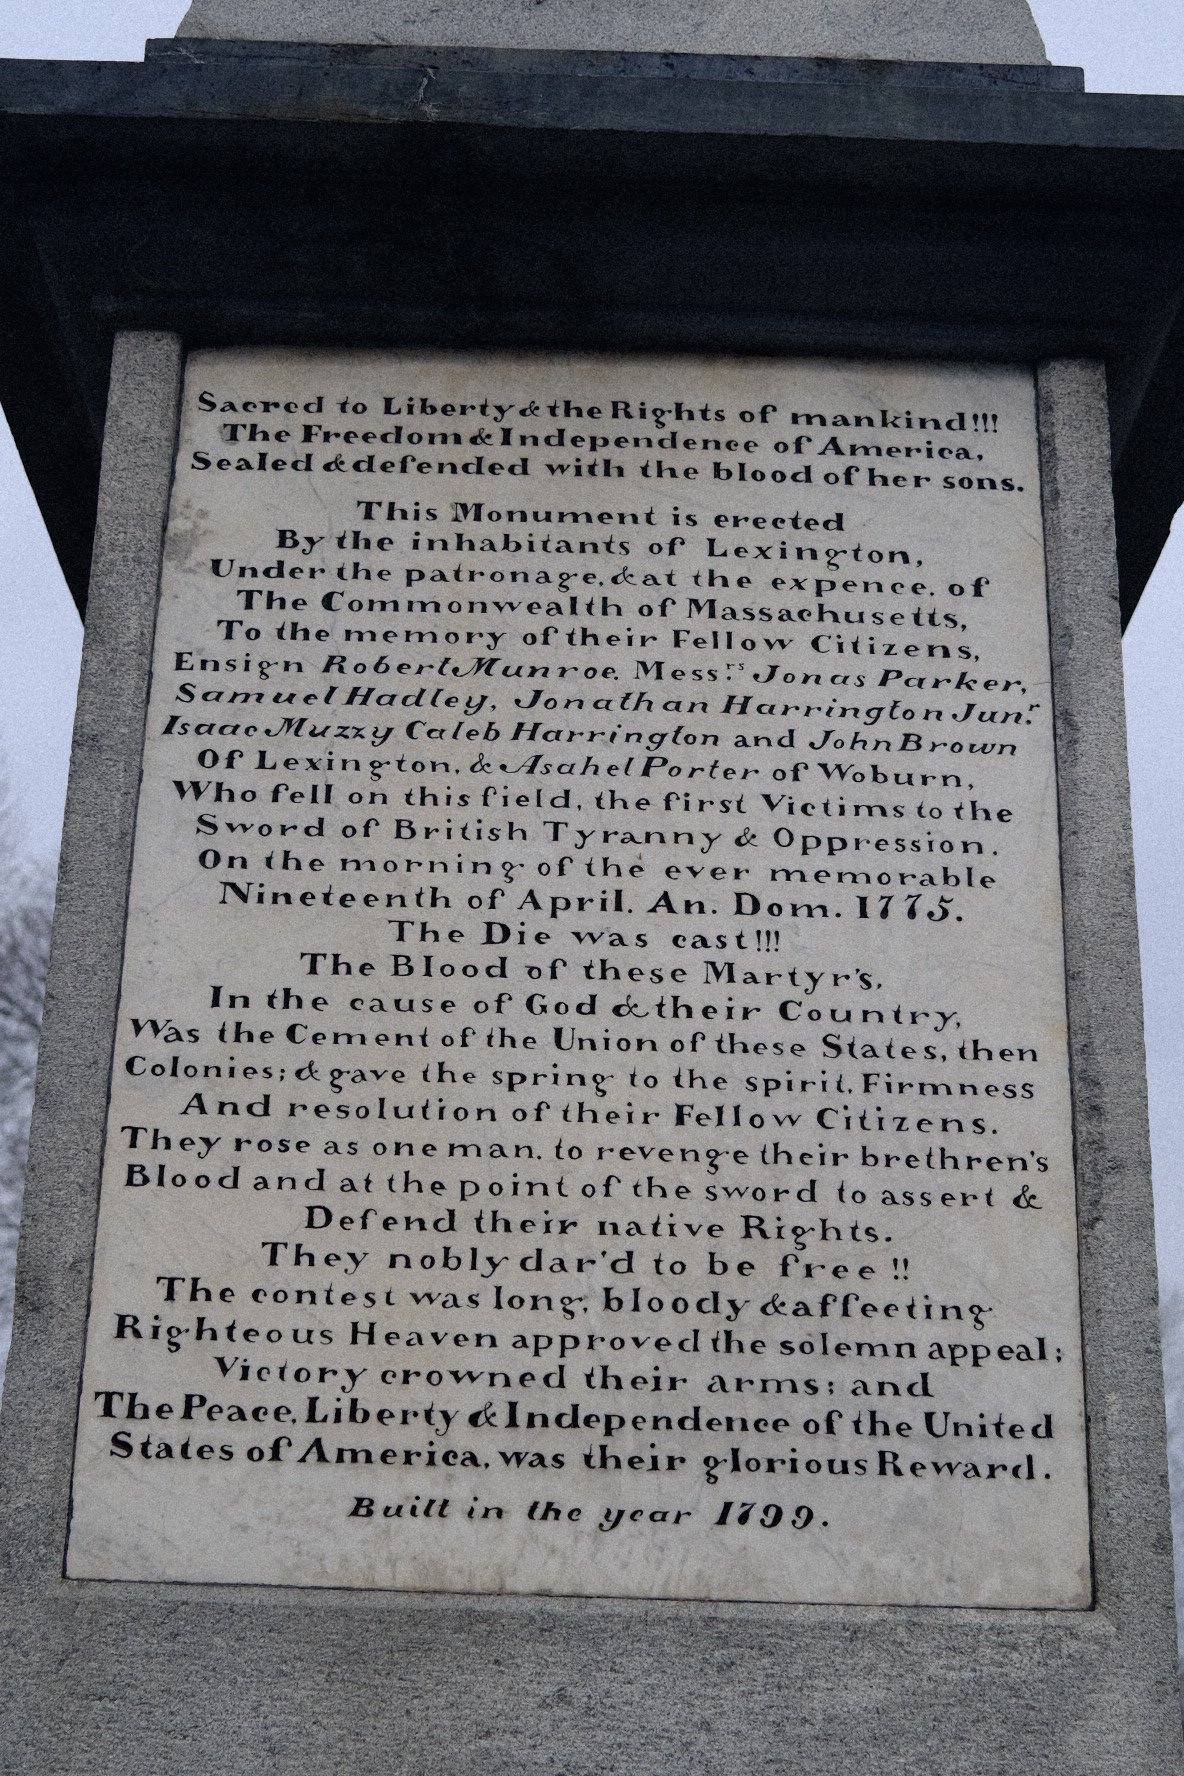 Sacred to Liberty & the Rights of mankind!!!
The Freedom & Independence of America,
Sealed & defended with the blood of her sons.
This Monument is erected
By the inhabitants of Lexington,
Under the patronage, & at the expence, of
The Commonwealth of Massachusetts,
To the memory of their Fellow Citizens,
Ensign Robert Munroe, Messrs. Jonas Parker,
Samuel Hadley, Jonathan Harrington Junr.
Isaac Muzzy Caleb Harrington and John Brown
Of Lexington, & Asahel Porter of Woburn,
Who fell on this field, the first Victims to the
Sword of British Tyranny & Oppression.
On the morning of the ever memorable
Nineteenth of April. An. Dom. 1775.
The Die was cast!!!
The Blood of these Martyr's,
In the cause of God & their Country,
Was the Cement of the Union of these States, then
Colonies; & gave the spring to the spirit, Firmness
And resolution of their Fellow Citizens.
They rose as one man, to revenge their brethren's
Blood and at the point of the sword to assert &
Defend their native Rights.
They nobly dar'd to be free!!
The contest was long, bloody & affecting
Righteous Heaven approved the solemn appeal;
Victory crowned their arms; and
The Peace, Liberty & Independence of the United
States of America, was their glorious Reward.
Built in the year 1799.